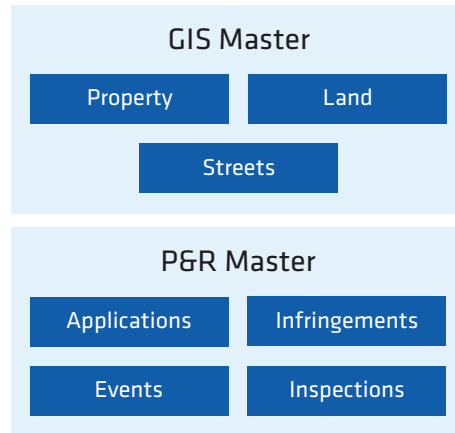 GIS Master
Property
Land
Streets
P&R Master
Applications
Infringements
Events
Inspections